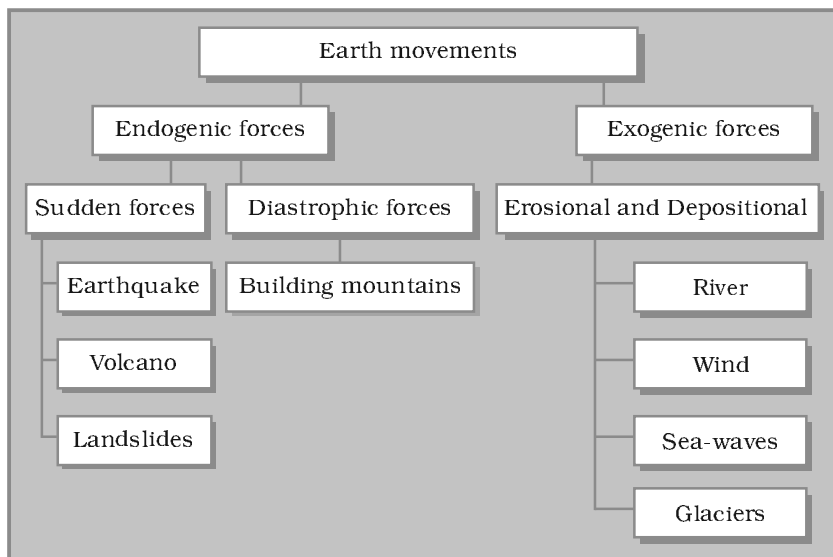 Earth movements
Endogenic forces
Exogenic forces
Sudden forces
Diastrophic forces
Erosional and Depositional
Earthquake
Building mountains
River
Volcano
Wind
Landslides
Sea-waves
Glaciers